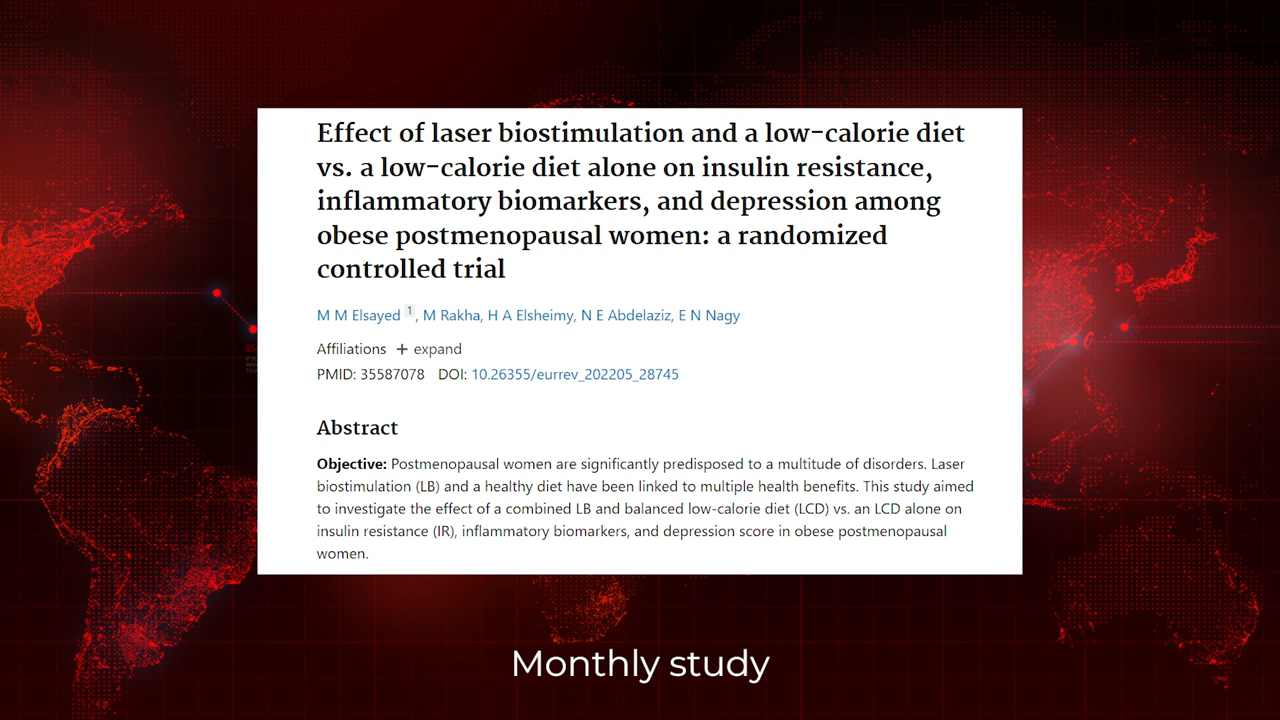 Effect of laser biostimulation and a low-calorie diet
vs. a low-calorie diet alone on insulin resistance,
inflammatory biomarkers, and depression among
obese postmenopausal women: a randomized
controlled trial
M M Elsayed 1, M Rakha, H A Elsheimy, N E Abdelaziz, E N Nagy
Affiliations + expand
PMID: 35587078 DOI: 10.26355/eurrev_202205_28745
Abstract
Objective: Postmenopausal women are significantly predisposed to a multitude of disorders. Laser
biostimulation (LB) and a healthy diet have been linked to multiple health benefits. This study aimed
to investigate the effect of a combined LB and balanced low-calorie diet (LCD) vs. an LCD alone on
insulin resistance (IR), inflammatory biomarkers, and depression score in obese postmenopausal
women.
Monthly study